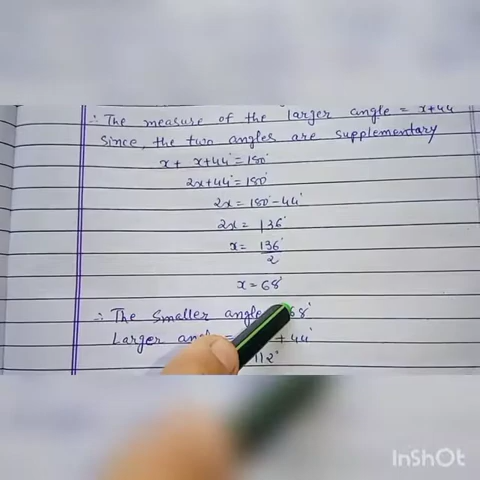 ∴ The measure of the larger angle = x+44
Since, the two angles are supplementary
x + x+44° = 180°
2x+44° = 180°
2x = 180° - 44°
2x = 136°
x = 136°
2
x = 68°
∴ The smaller angle 68°
Larger = + 44°
112°
InShOt